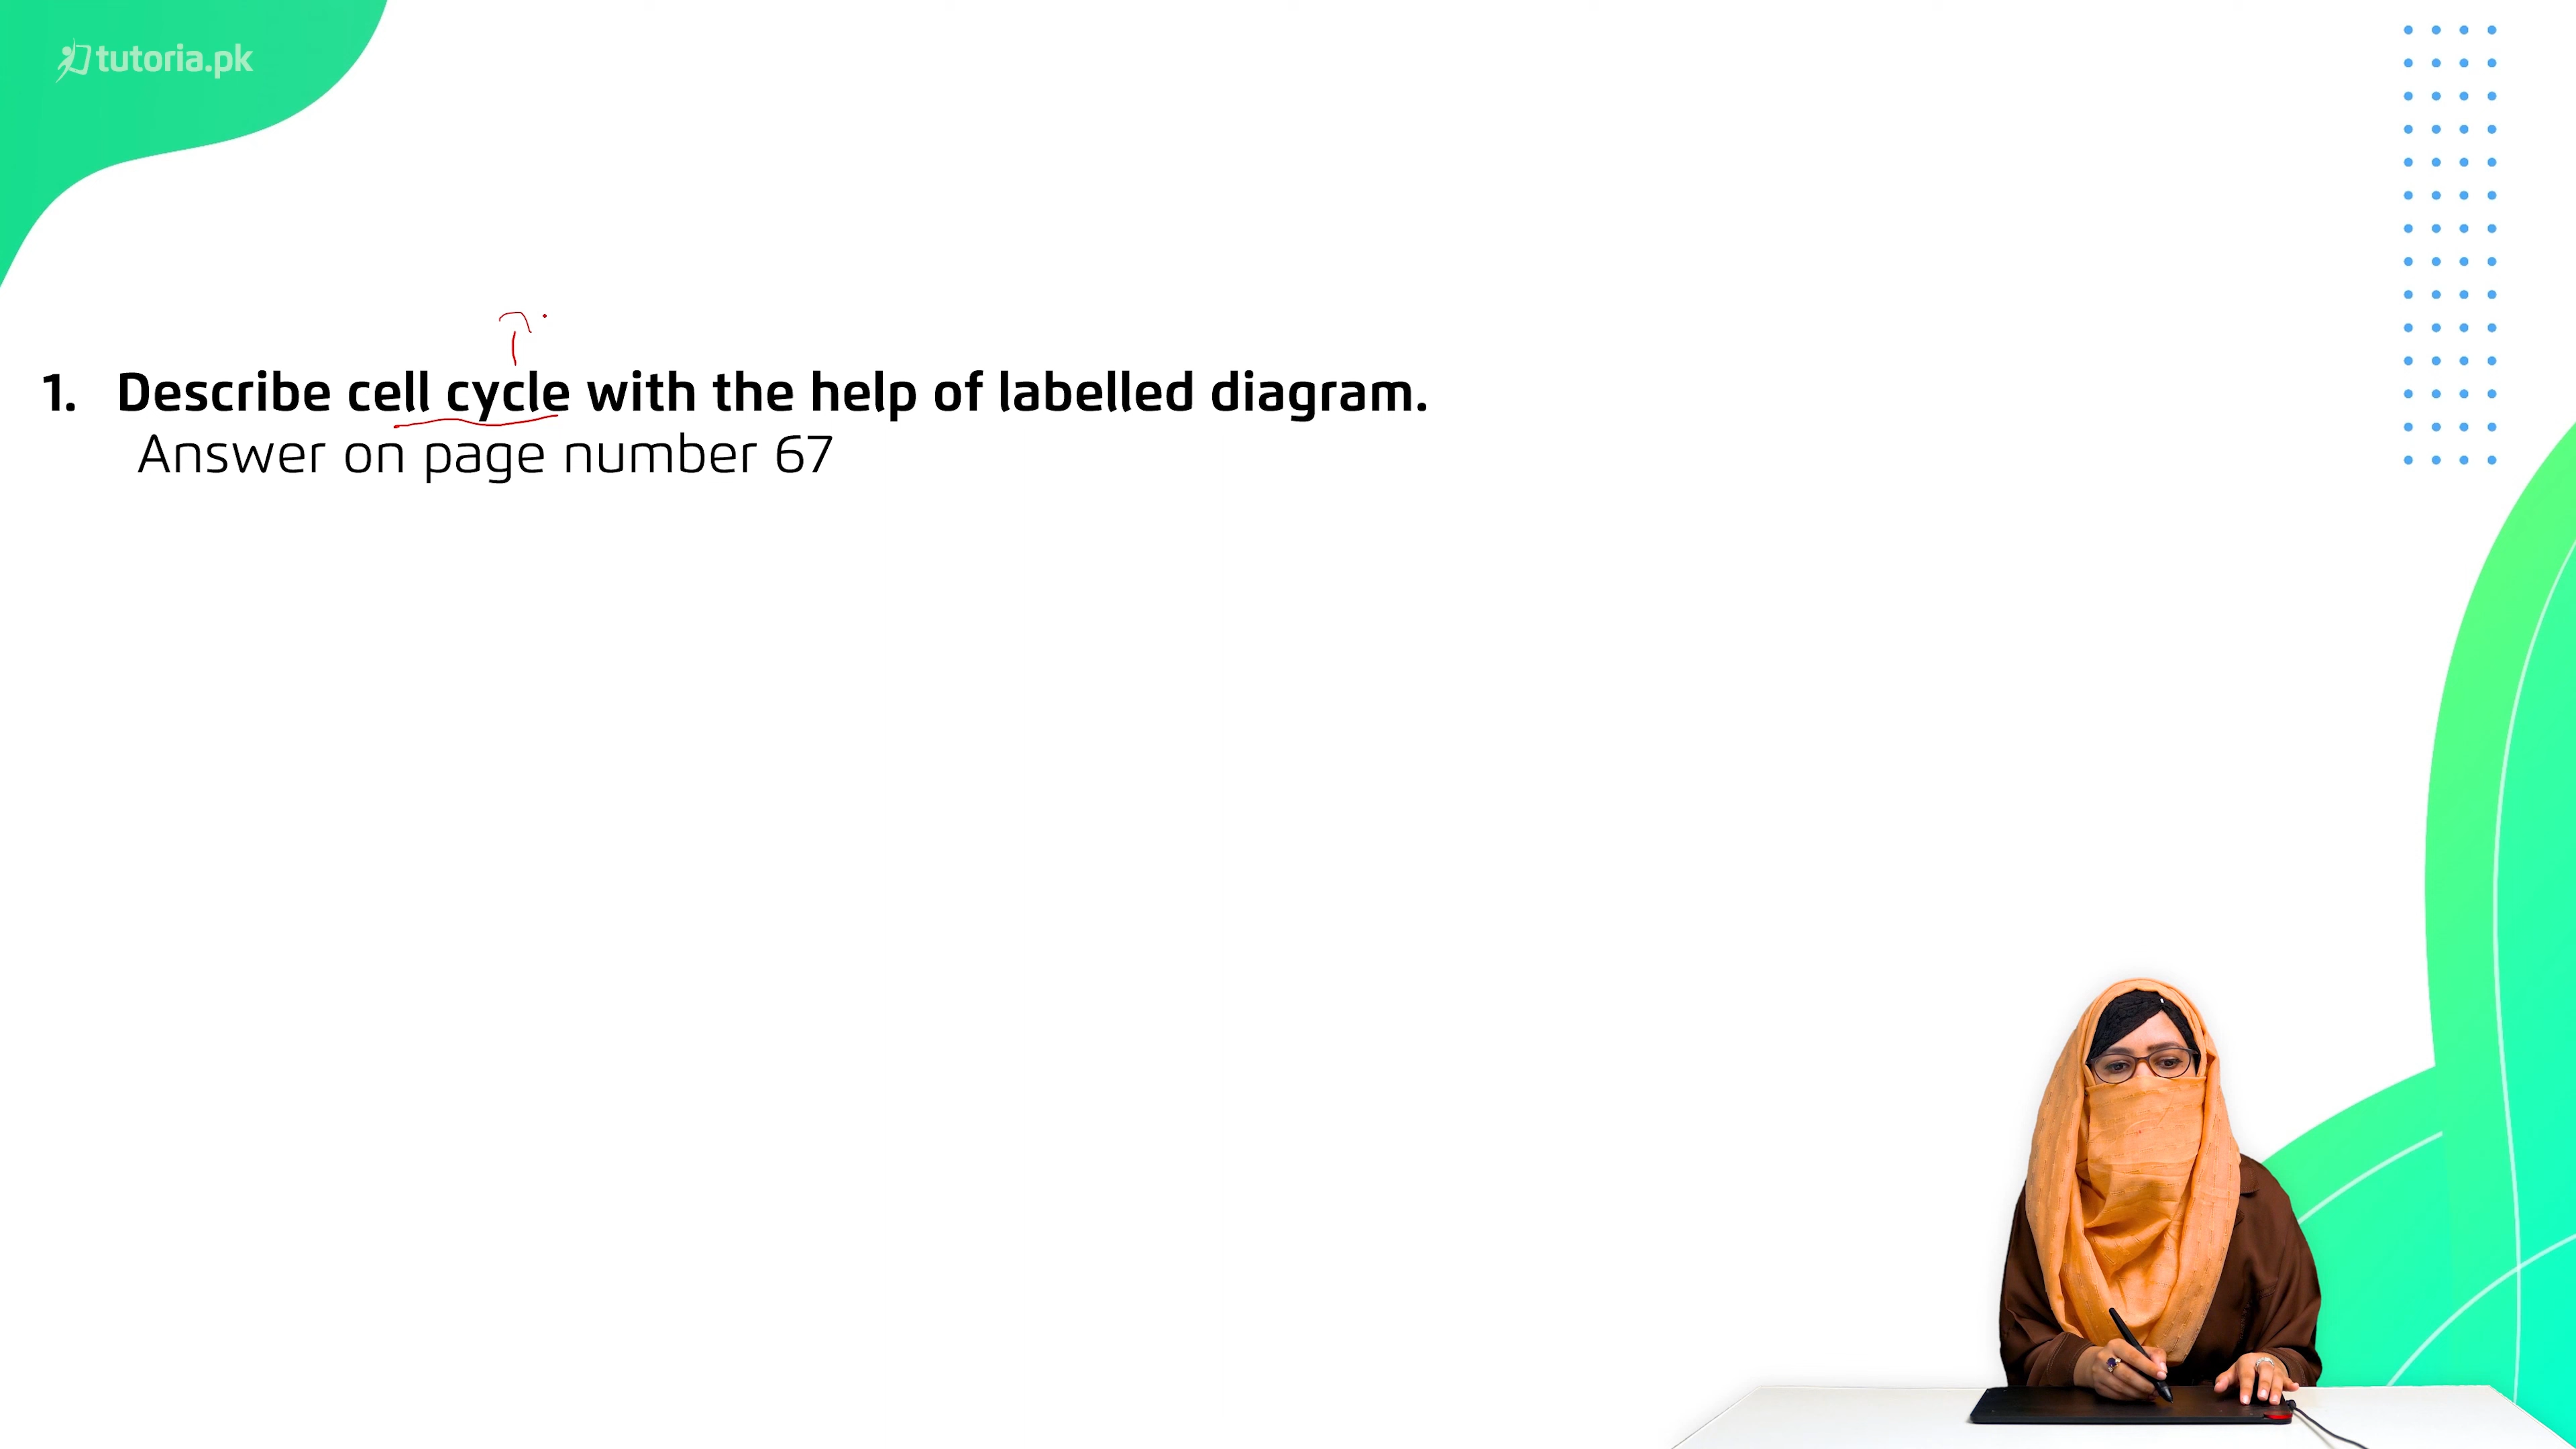 tutoria.pk
1. Describe cell cycle with the help of labelled diagram.
Answer on page number 67